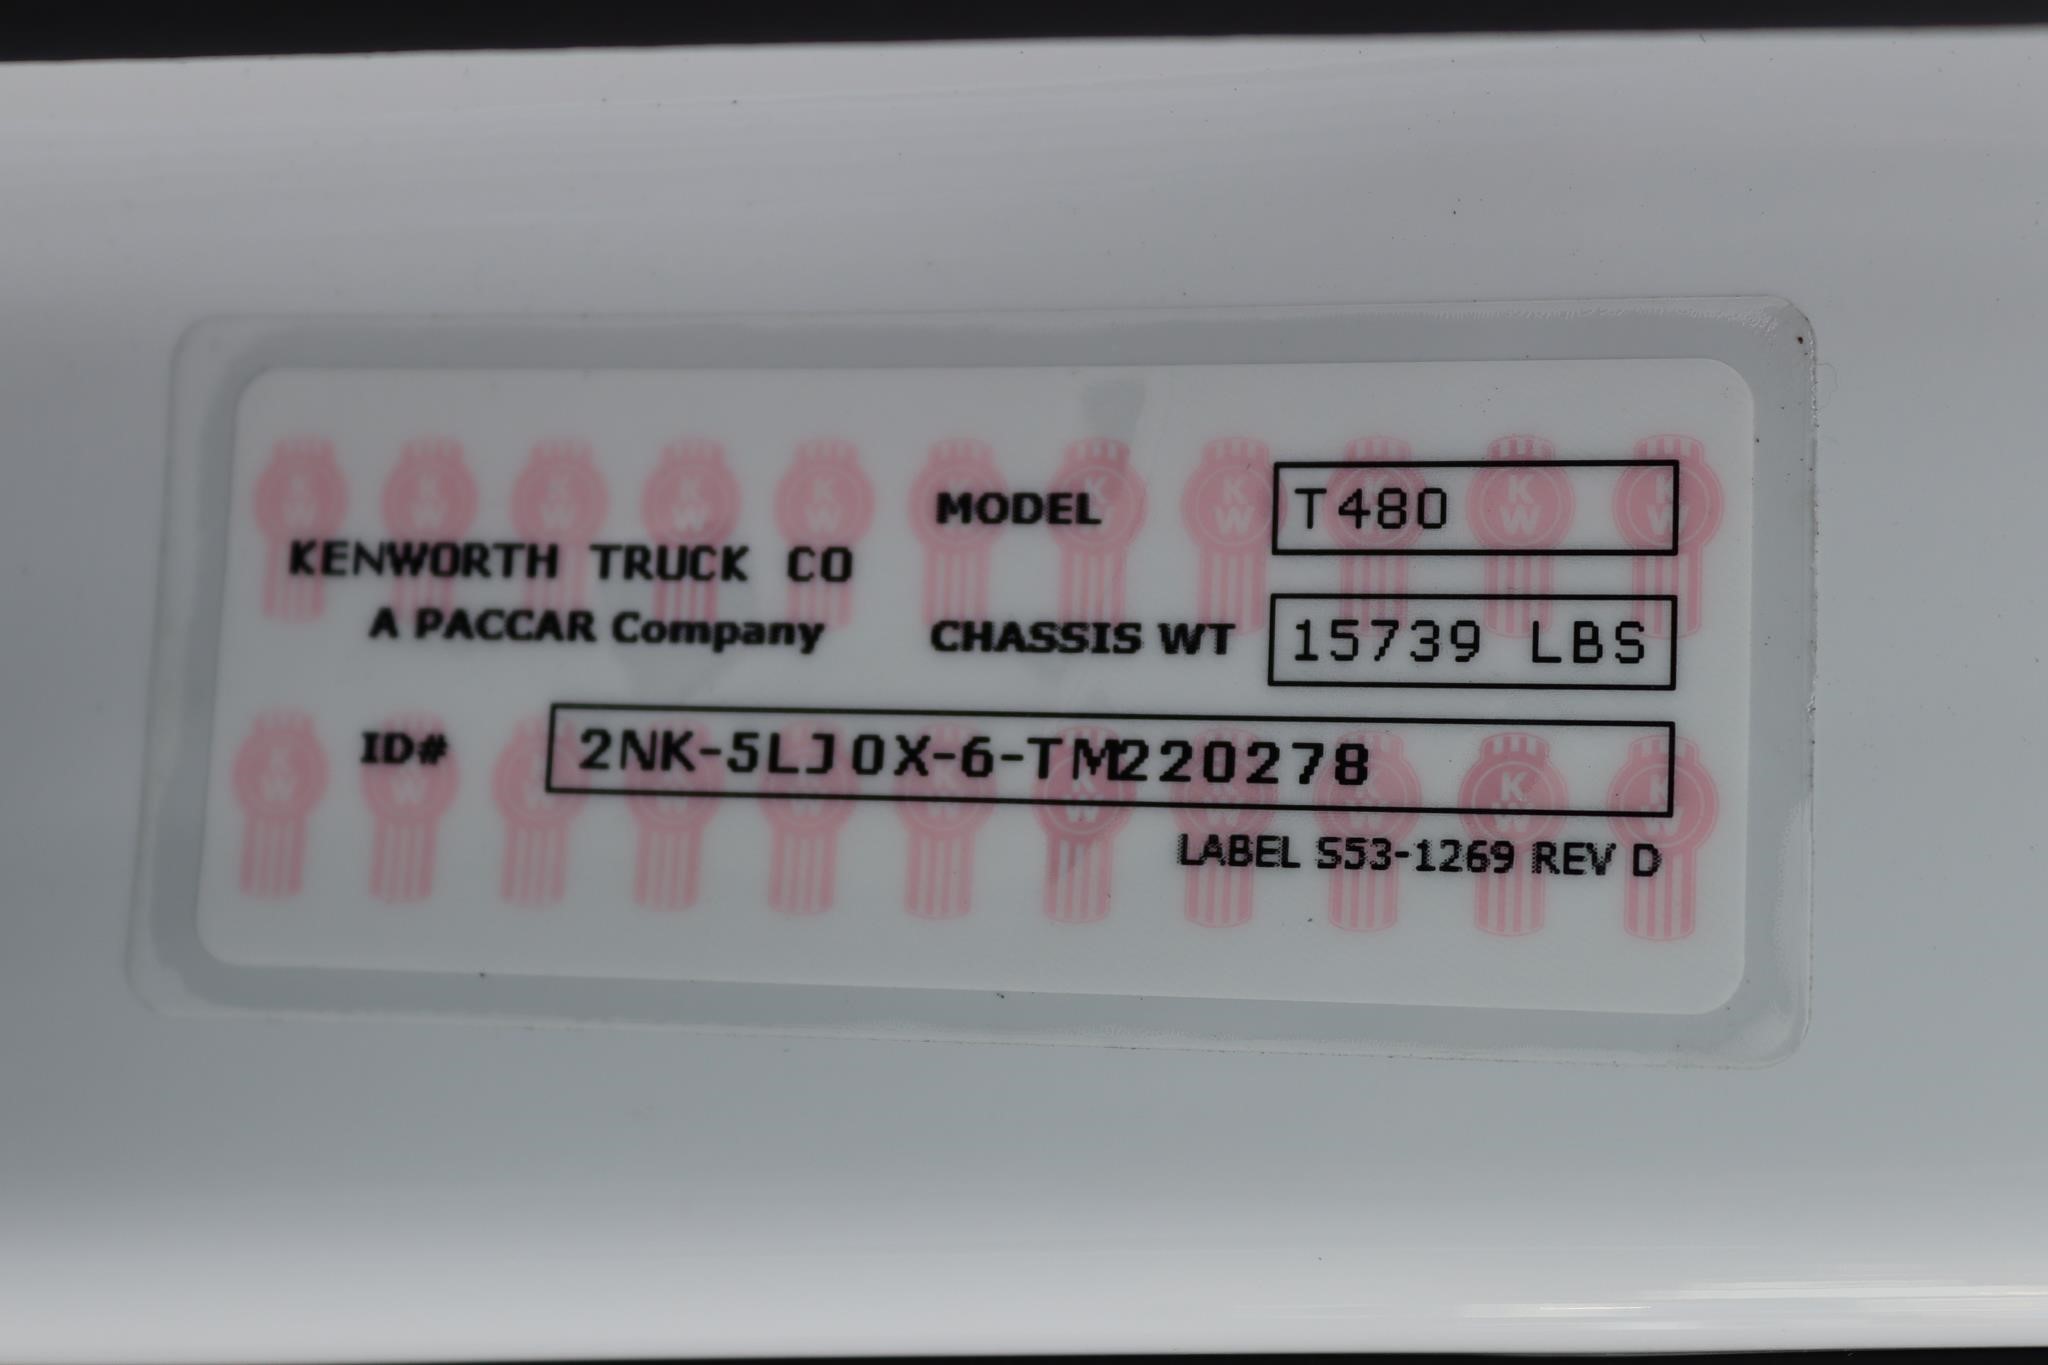 KENWORTH TRUCK CO
A PACCAR Company
MODEL T480
CHASSIS WT 15739 LBS
ID# 2NK-5LJ0X-6-TM220278
LABEL S53-1269 REV D